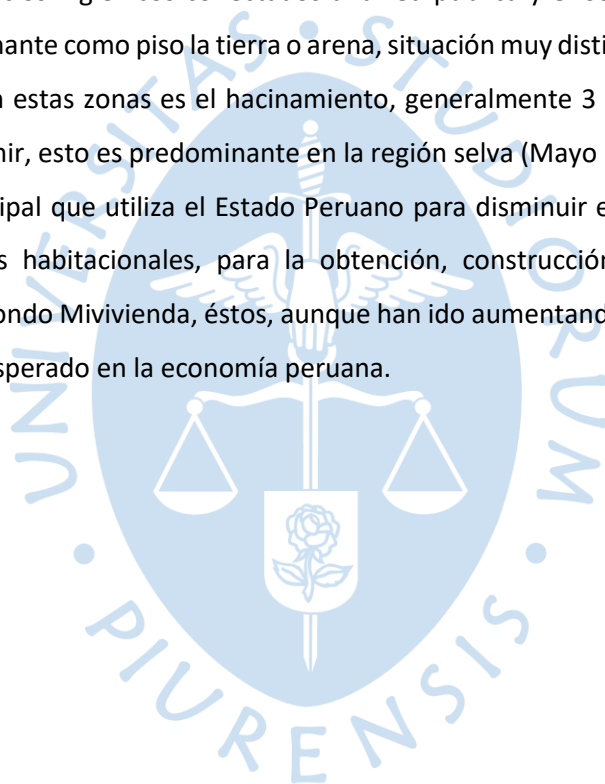 nante como piso la tierra o arena, situación muy disti
estas zonas es el hacinamiento, generalmente 3
nir, esto es predominante en la región selva (Mayo
ipal que utiliza el Estado Peruano para disminuir e
s habitacionales, para la obtención, construcción
ondo Mivivienda, éstos, aunque han ido aumentand
sperado en la economía peruana.
UNIVERSITAS STUDIORUM
PIURENSIS